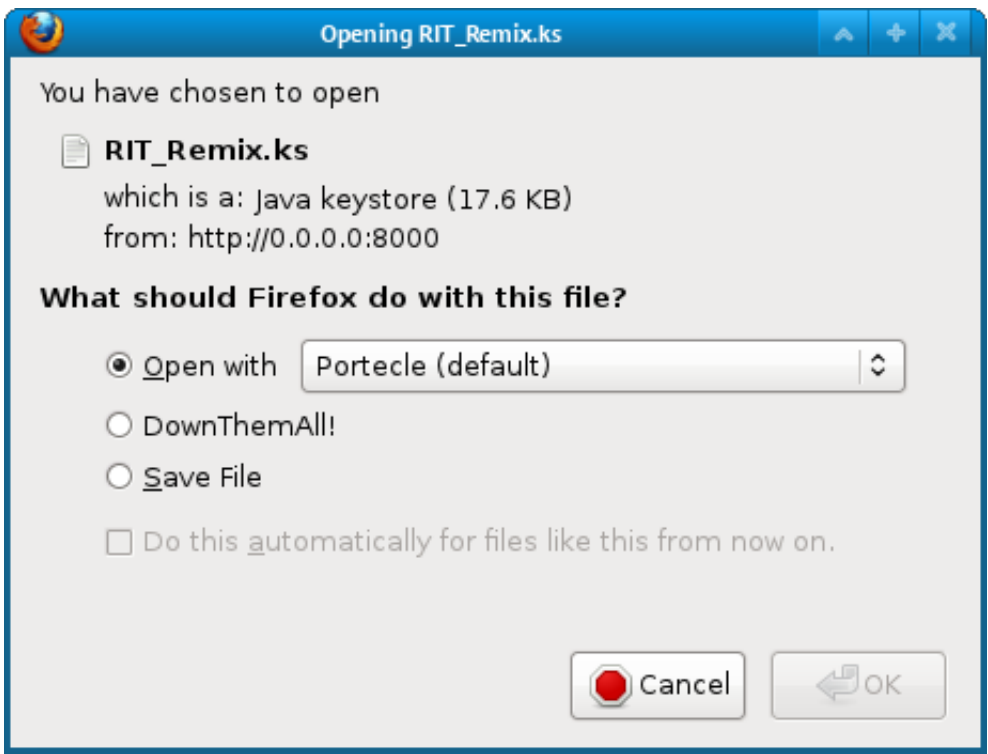 Opening RIT_Remix.ks
You have chosen to open
RIT_Remix.ks
which is a: Java keystore (17.6 KB)
from: http://0.0.0.0:8000
What should Firefox do with this file?
Open with Portecle (default)
DownThemAll!
Save File
Do this automatically for files like this from now on.
Cancel OK